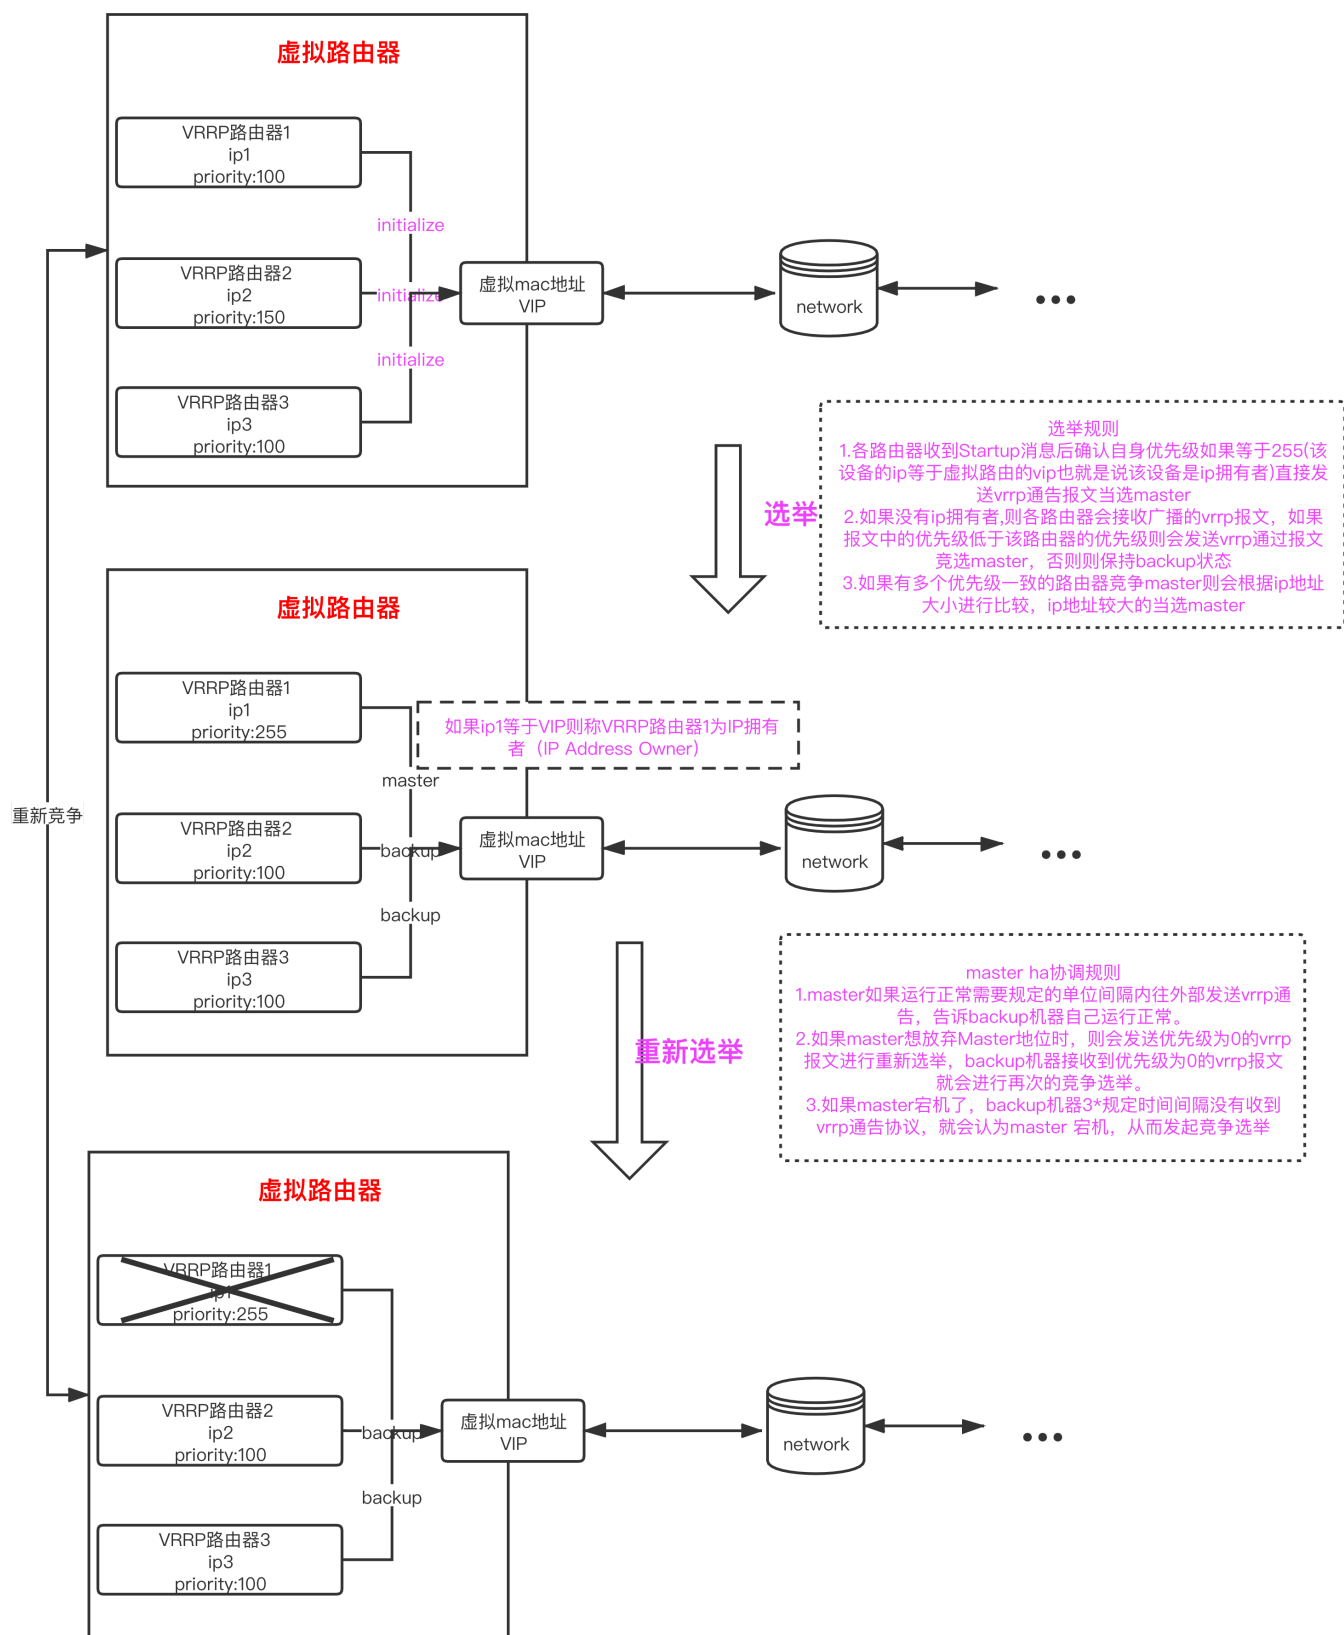 虚拟路由器
VRRP路由器1
ip1
priority:100
initialize
VRRP路由器2
ip2
priority:150
initialize
虚拟mac地址
VIP
network
...
initialize
VRRP路由器3
ip3
priority:100
选举
选举规则
1.各路由器收到Startup消息后确认自身优先级如果等于255(该
设备的ip等于虚拟路由的vip也就是说该设备是ip拥有者)直接发
送vrrp通告报文当选master
2.如果没有ip拥有者,则各路由器会接收广播的vrrp报文，如果
报文中的优先级低于该路由器的优先级则会发送vrrp通过报文
竞选master，否则则保持backup状态
3.如果有多个优先级一致的路由器竞争master则会根据ip地址
大小进行比较，ip地址较大的当选master
虚拟路由器
VRRP路由器1
ip1
priority:255
如果ip1等于VIP则称VRRP路由器1为IP拥有
者（IP Address Owner）
master
重新竞争
VRRP路由器2
ip2
priority:100
backup
虚拟mac地址
VIP
network
...
backup
VRRP路由器3
ip3
priority:100
重新选举
master ha协调规则
1.master如果运行正常需要规定的单位间隔内往外部发送vrrp通
告，告诉backup机器自己运行正常。
2.如果master想放弃Master地位时，则会发送优先级为0的vrrp
报文进行重新选举，backup机器接收到优先级为0的vrrp报文
就会进行再次的竞争选举。
3.如果master宕机了，backup机器3*规定时间间隔没有收到
vrrp通告协议，就会认为master 宕机，从而发起竞争选举
虚拟路由器
VRRP路由器1
ip1
priority:255
VRRP路由器2
ip2
priority:100
backup
虚拟mac地址
VIP
network
...
backup
VRRP路由器3
ip3
priority:100